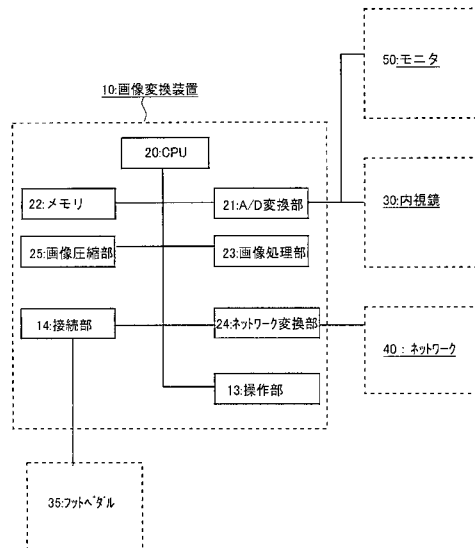 50:モニタ
10:画像変換装置
20:CPU
22:メモリ
21:A/D変換部
30:内視鏡
25:画像圧縮部
23:画像処理部
14:接続部
24:ネットワーク変換部
40:ネットワーク
13:操作部
35:フットペダル